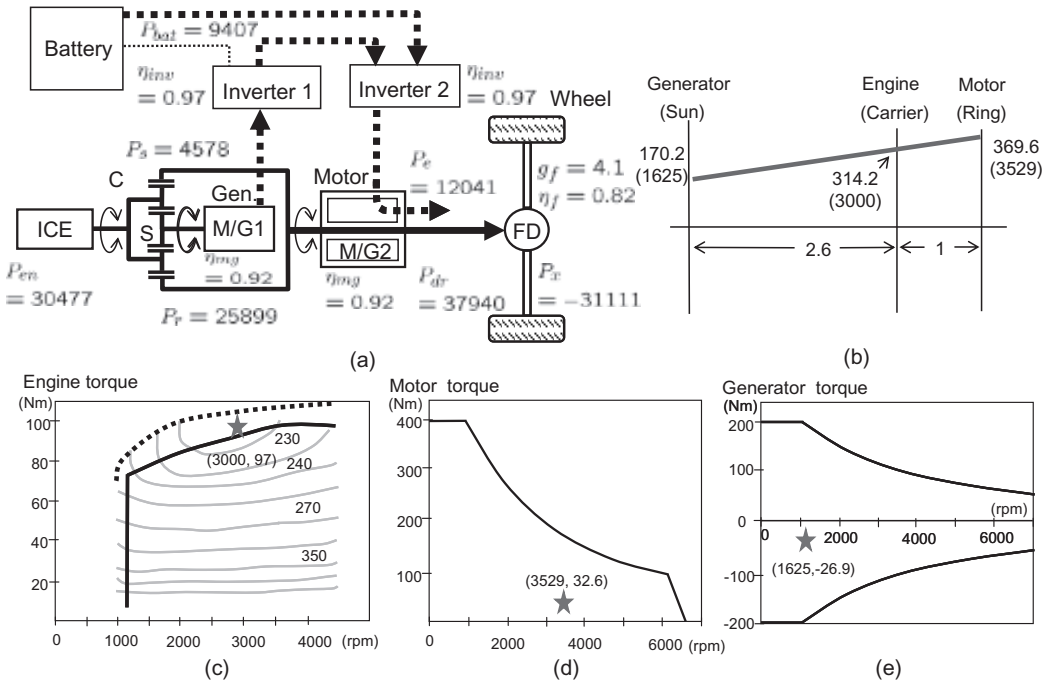 Battery
P_bat = 9407
η_inv = 0.97
Inverter 1
Inverter 2
η_inv = 0.97
Wheel
P_s = 4578
P_e = 12041
g_f = 4.1
η_f = 0.82
C
Gen.
Motor
ICE
S
M/G1
M/G2
FD
η_mg = 0.92
η_mg = 0.92
P_en = 30477
P_r = 25899
P_dr = 37940
P_x = −31111
(a)
Generator (Sun)
Engine (Carrier)
Motor (Ring)
170.2 (1625)
314.2 (3000)
369.6 (3529)
2.6
1
(b)
Engine torque
(Nm)
100
80
60
40
20
230
(3000, 97)
240
270
350
0 1000 2000 3000 4000 (rpm)
(c)
Motor torque
(Nm)
400
300
200
100
(3529, 32.6)
0 2000 4000 6000 (rpm)
(d)
Generator torque
(Nm)
200
100
(rpm)
0
0 2000 4000 6000
(1625,-26.9)
-100
-200
(e)